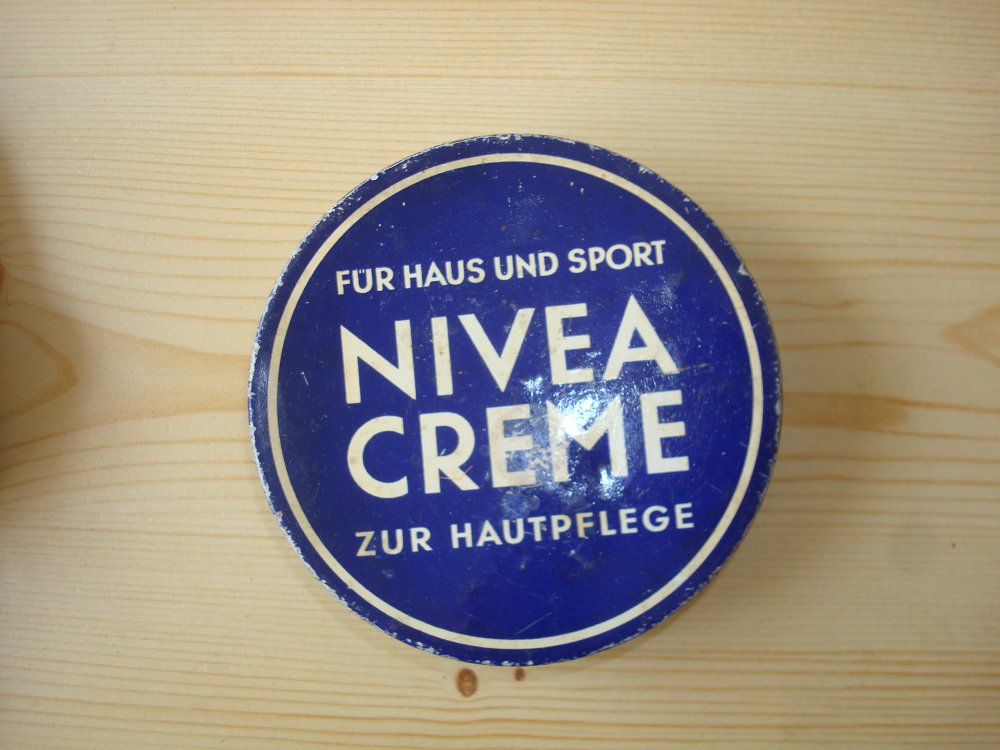 FÜR HAUS UND SPORT
NIVEA
CREME
ZUR HAUTPFLEGE